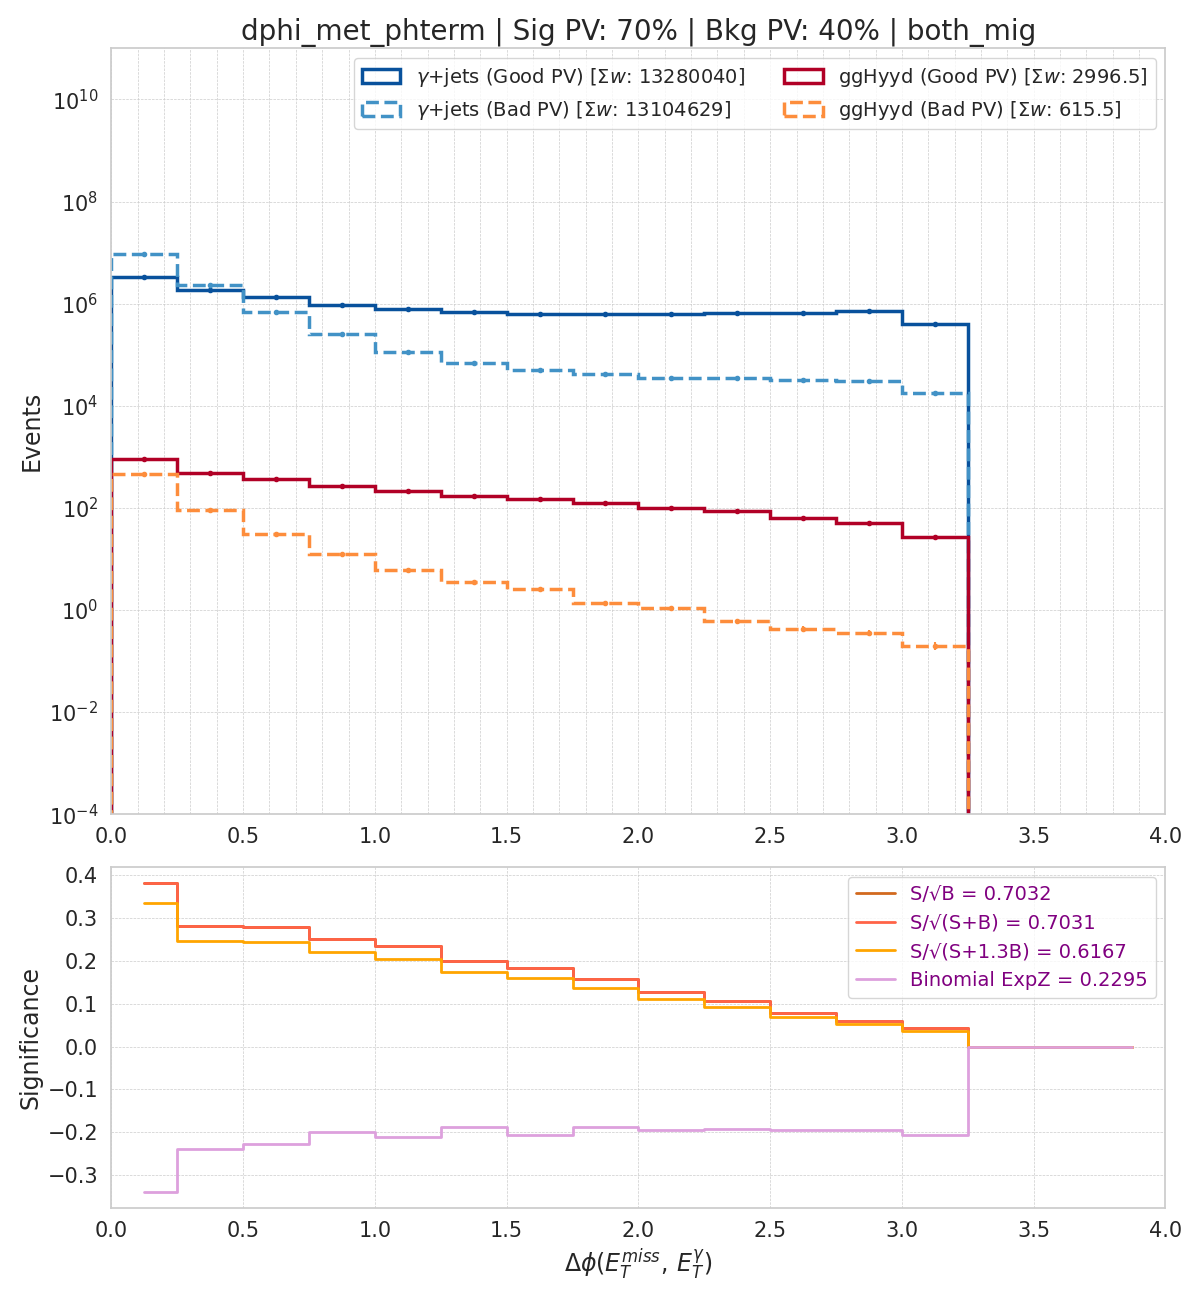 dphi_met_phterm | Sig PV: 70% | Bkg PV: 40% | both_mig
γ+jets (Good PV) [Σw: 13280040]
γ+jets (Bad PV) [Σw: 13104629]
ggHyyd (Good PV) [Σw: 2996.5]
ggHyyd (Bad PV) [Σw: 615.5]
Events
10^10
10^8
10^6
10^4
10^2
10^0
10^−2
10^−4
0.0 0.5 1.0 1.5 2.0 2.5 3.0 3.5 4.0
Significance
0.4
0.3
0.2
0.1
0.0
−0.1
−0.2
−0.3
S/√B = 0.7032
S/√(S+B) = 0.7031
S/√(S+1.3B) = 0.6167
Binomial ExpZ = 0.2295
0.0 0.5 1.0 1.5 2.0 2.5 3.0 3.5 4.0
Δϕ(E_T^miss, E_T^γ)